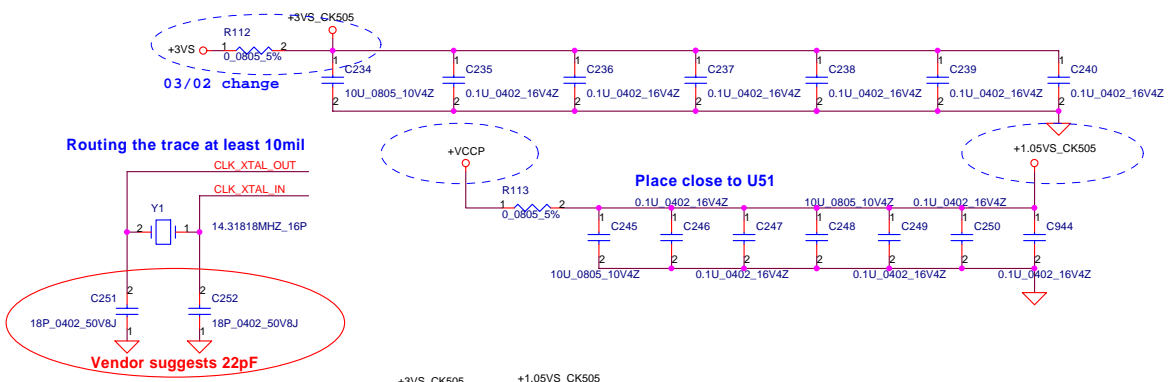 +3VS_CK505
R112
+3VS
1
2
0_0805_5%
03/02 change
1
C234
2
10U_0805_10V4Z
1
C235
2
0.1U_0402_16V4Z
1
C236
2
0.1U_0402_16V4Z
1
C237
2
0.1U_0402_16V4Z
1
C238
2
0.1U_0402_16V4Z
1
C239
2
0.1U_0402_16V4Z
1
C240
2
0.1U_0402_16V4Z
Routing the trace at least 10mil
CLK_XTAL_OUT
CLK_XTAL_IN
Y1
2
1
14.31818MHZ_16P
2
C251
18P_0402_50V8J
1
2
C252
18P_0402_50V8J
1
Vendor suggests 22pF
+VCCP
+1.05VS_CK505
Place close to U51
R113
1
2
0_0805_5%
0.1U_0402_16V4Z
10U_0805_10V4Z
0.1U_0402_16V4Z
1
C245
2
1
C246
2
1
C247
2
1
C248
2
1
C249
2
1
C250
2
1
C944
2
10U_0805_10V4Z
0.1U_0402_16V4Z
0.1U_0402_16V4Z
0.1U_0402_16V4Z
+3VS_CK505
+1.05VS_CK505